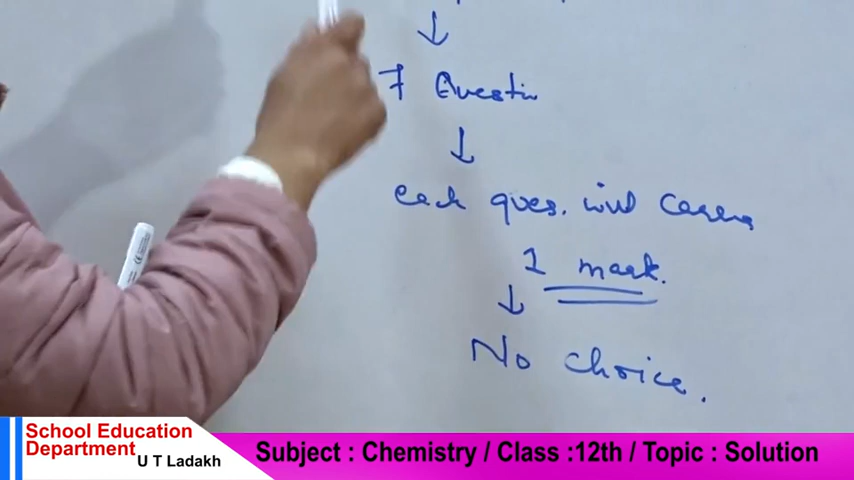 ↓
7 Questin
↓
each ques. will carry
1 mark.
↓
No choice.
School Education
Department
U T Ladakh
Subject : Chemistry / Class :12th / Topic : Solution